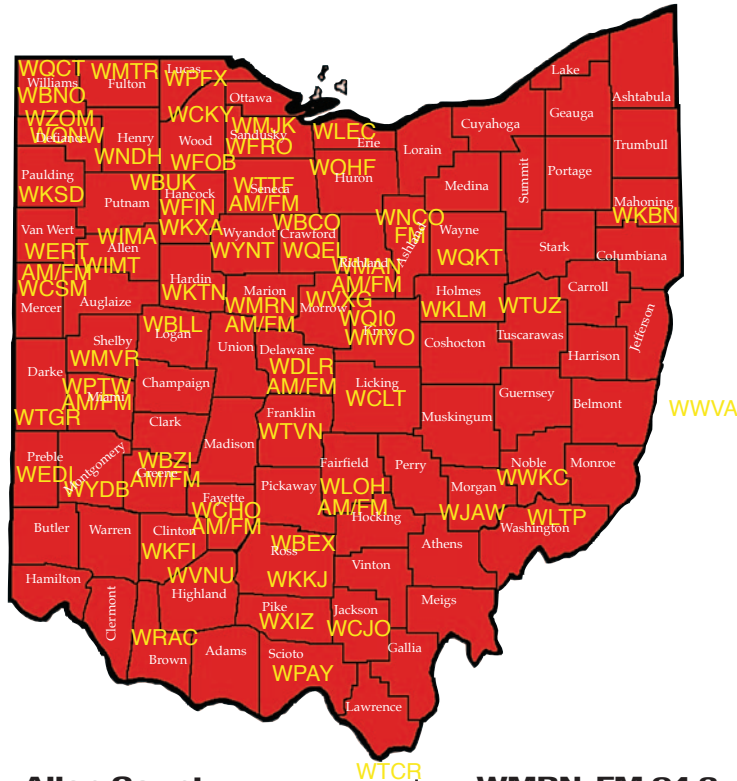 Lake
WQCT
WMTR
Lucas
WPFX
Williams
Fulton
Ashtabula
WBNO
Ottawa
Geauga
WZOM
WCKY
WMJK
WLEC
Cuyahoga
Defiance
Henry
Wood
Sandusky
Erie
Trumbull
WONW
WFRO
Lorain
WNDH
WFOB
WOHF
Summit
Portage
Paulding
WBUK
WTTF
Huron
Medina
WKSD
Putnam
Hancock
Seneca
AM/FM
Mahoning
WFIN
WNCO
FM
WKBN
Van Wert
WIMA
WKXA
Wyandot
WBCO
Crawford
Ashland
Wayne
WERT
AM/FM
Allen
WIMT
WYNT
WQEL
Richland
WQKT
Stark
Columbiana
WCSM
Hardin
WMAN
AM/FM
Carroll
Mercer
Auglaize
WKTN
Marion
WMRN
AM/FM
WVXG
Morrow
Holmes
WKLM
WTUZ
WBLL
Logan
WQI0
Knox
WMVO
Tuscarawas
Jefferson
Shelby
WMVR
Union
Delaware
Coshocton
Harrison
Darke
WPTW
AM/FM
Miami
Champaign
WDLR
AM/FM
Licking
WCLT
Guernsey
Belmont
WWVA
WTGR
Clark
Franklin
WTVN
Muskingum
Preble
WEDI
Montgomery
WYDB
WBZI
AM/FM
Greene
Madison
Fairfield
Perry
Noble
WWKC
Monroe
Fayette
WCHO
AM/FM
Pickaway
WLOH
AM/FM
Hocking
Morgan
WJAW
WLTP
Washington
Butler
Warren
Clinton
WKFI
Ross
WBEX
Athens
Hamilton
WVNU
WKKJ
Vinton
Clermont
Highland
Pike
WXIZ
Jackson
WCJO
Meigs
WRAC
Brown
Adams
Scioto
WPAY
Gallia
Lawrence
WTCR